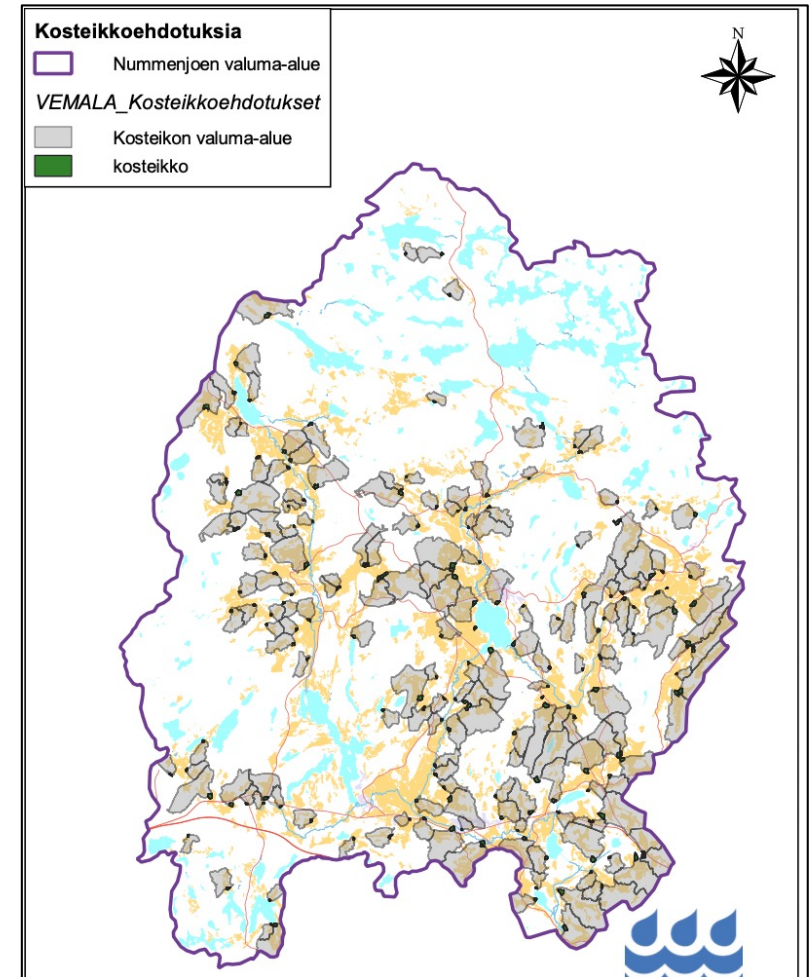 Kosteikkoehdotuksia
Nummenjoen valuma-alue
VEMALA_Kosteikkoehdotukset
Kosteikon valuma-alue
kosteikko
N